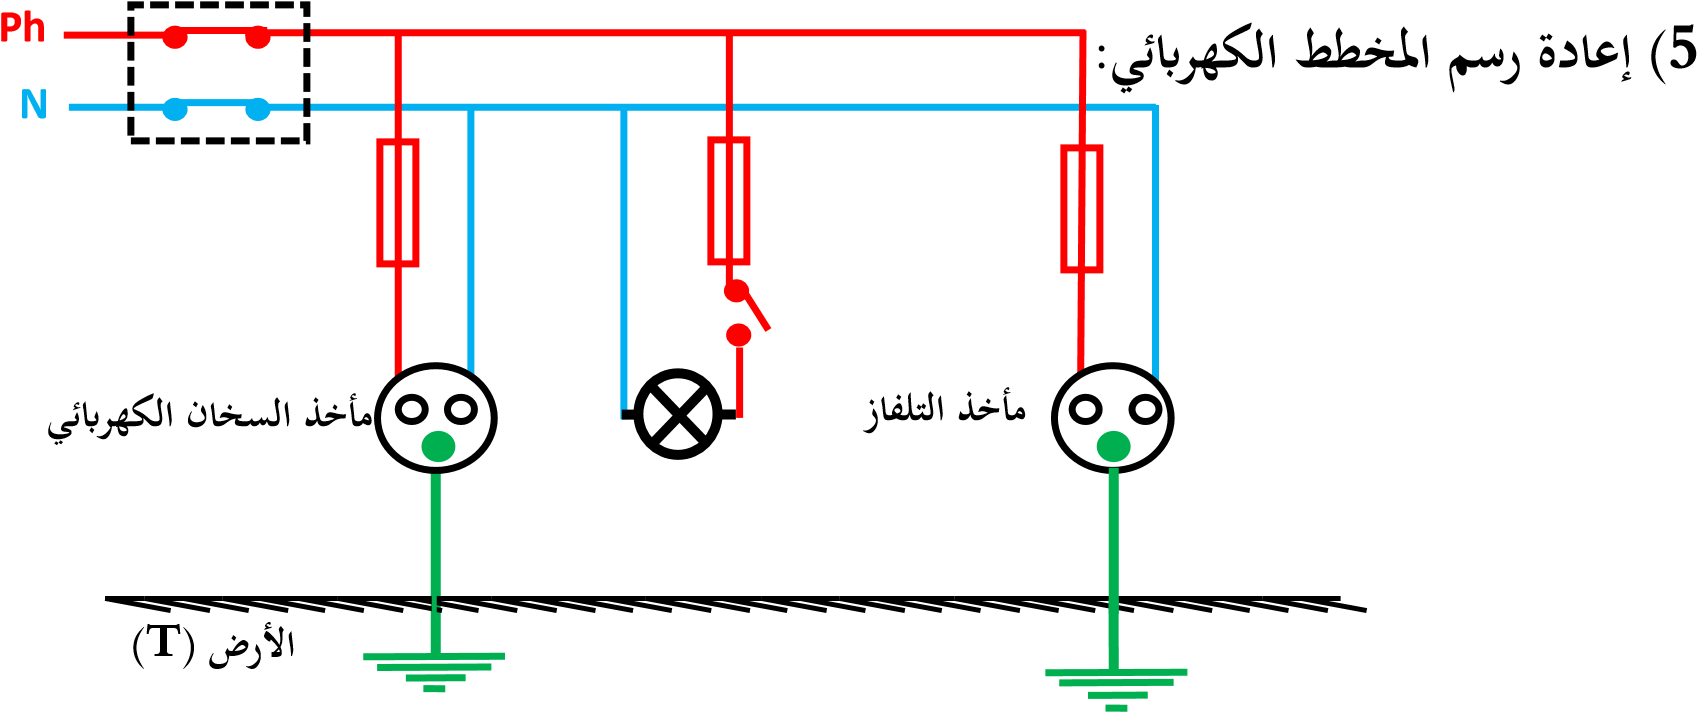 5) إعادة رسم المخطط الكهربائي:
Ph
N
مأخذ السخان الكهربائي
مأخذ التلفاز
الأرض (T)